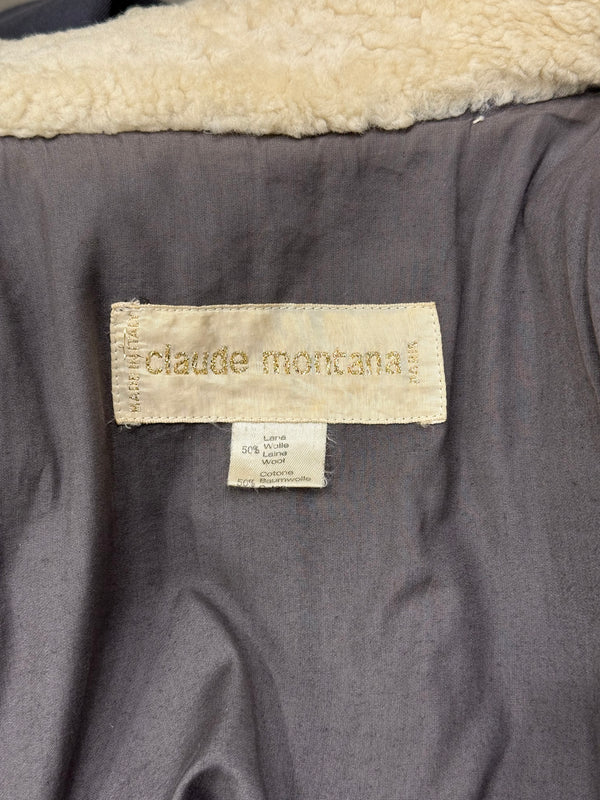 MADE IN ITALY
claude montana
PARIS
Lana
50% Wolle
Laine
Wool
Cotone
50% Baumwolle